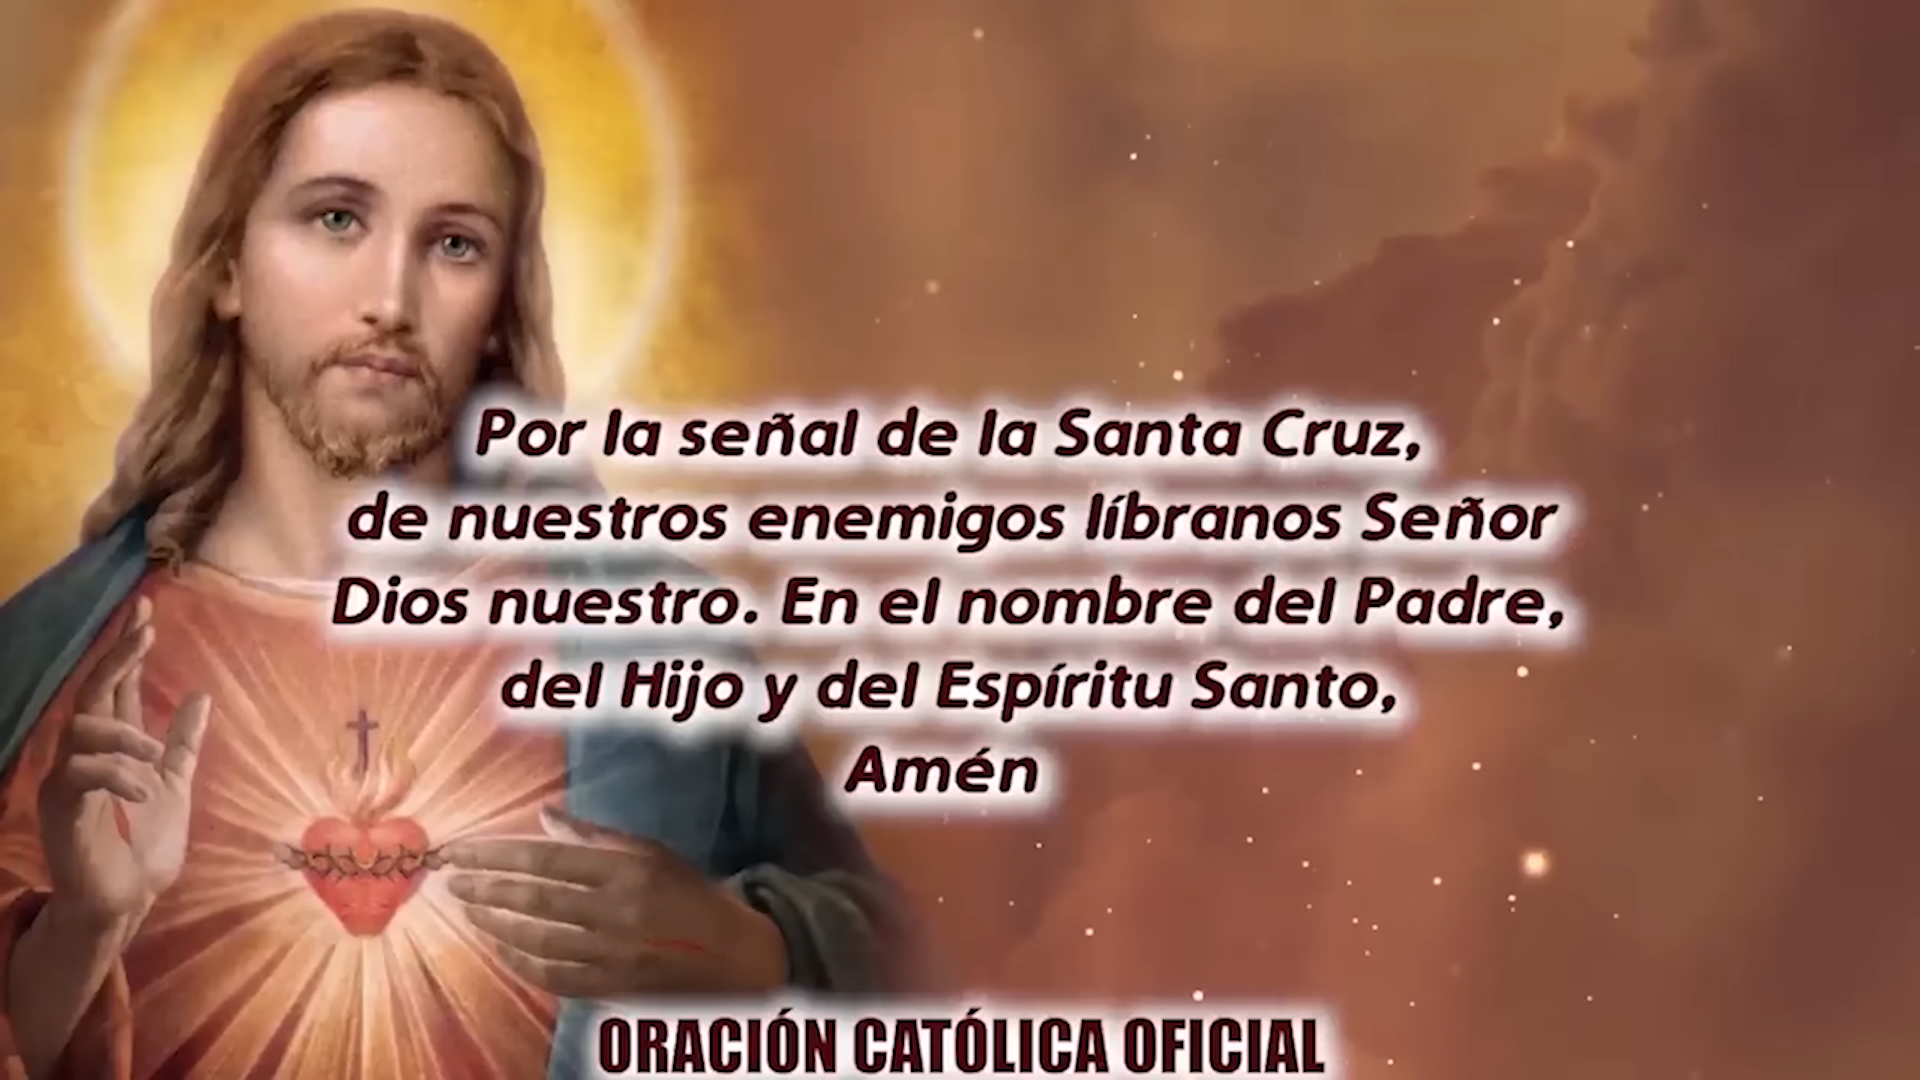 Por la señal de la Santa Cruz,
de nuestros enemigos líbranos Señor
Dios nuestro. En el nombre del Padre,
del Hijo y del Espíritu Santo,
Amén
ORACIÓN CATÓLICA OFICIAL